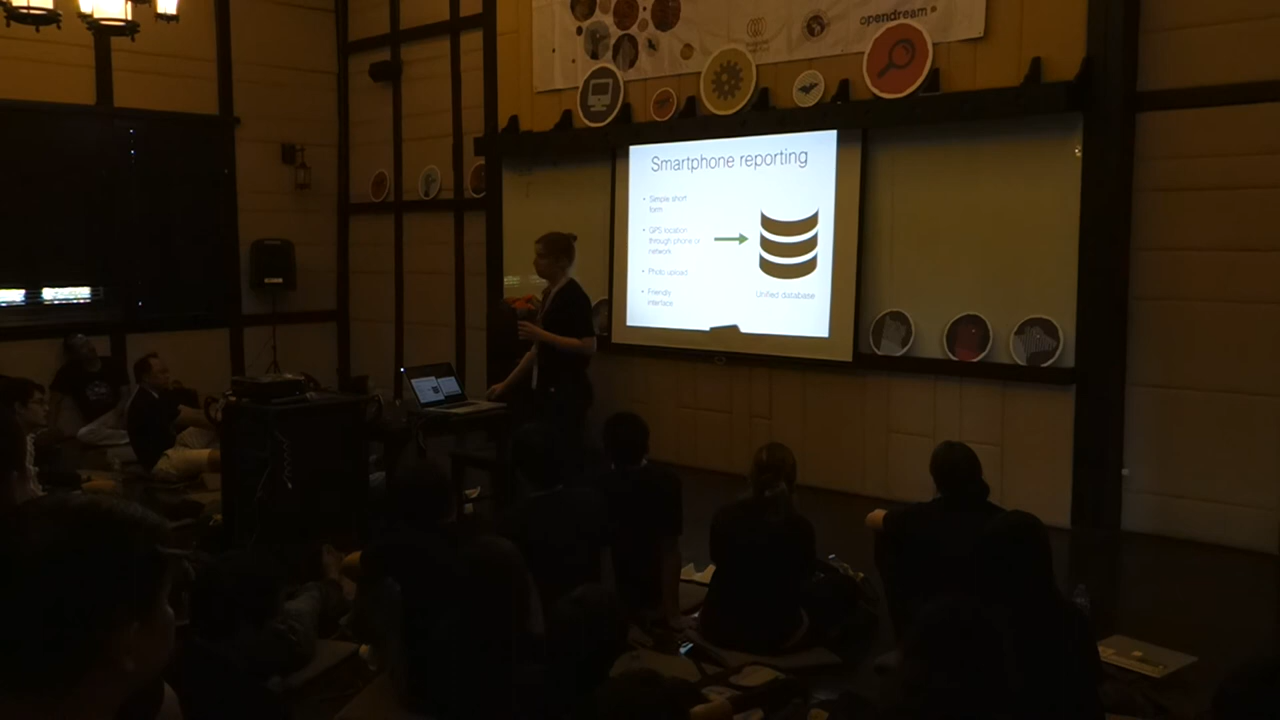 opendream
Smartphone reporting
• Simple short
form
• GPS location
through phone or
network
• Photo upload
• Friendly
interface
Unified database